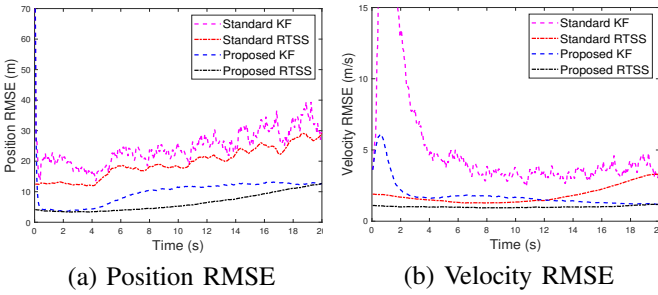 Standard KF
Standard RTSS
Proposed KF
Proposed RTSS
Position RMSE (m)
70
60
50
40
30
20
10
0
0 2 4 6 8 10 12 14 16 18 20
Time (s)
(a) Position RMSE
Standard KF
Standard RTSS
Proposed KF
Proposed RTSS
Velocity RMSE (m/s)
15
10
5
0
0 2 4 6 8 10 12 14 16 18 20
Time (s)
(b) Velocity RMSE